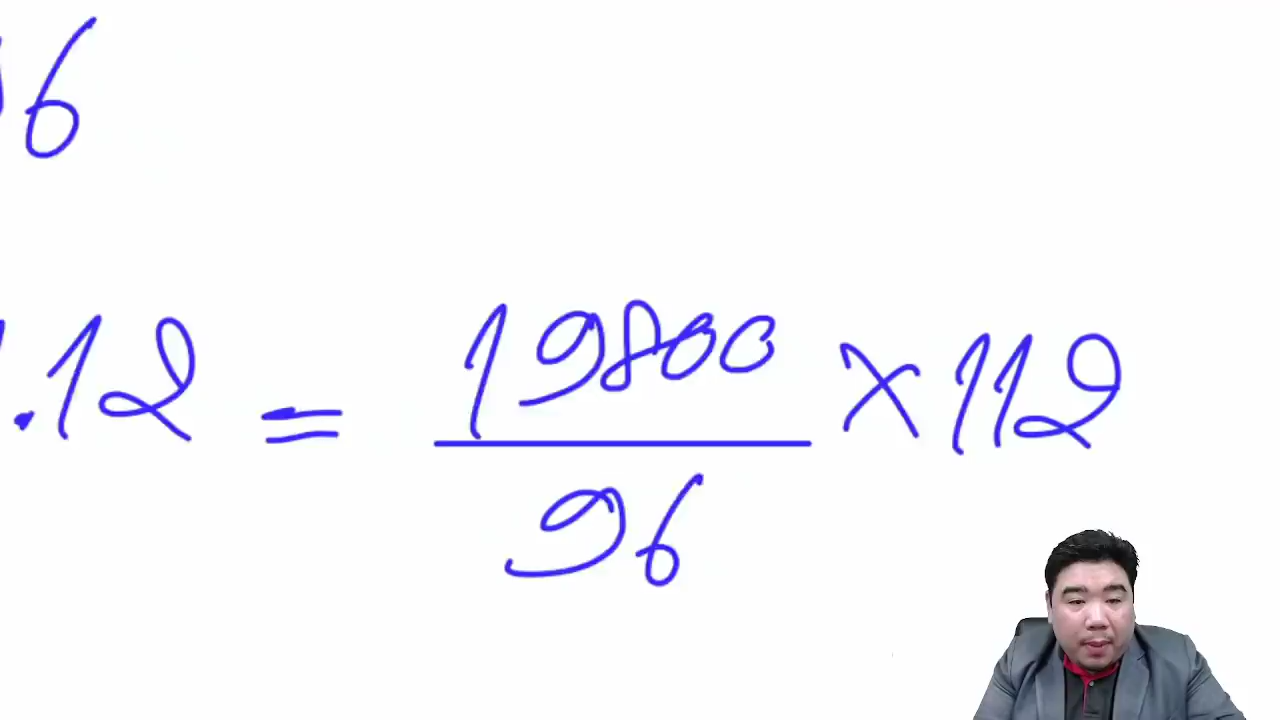 6
.12 = 19800/96 × 112